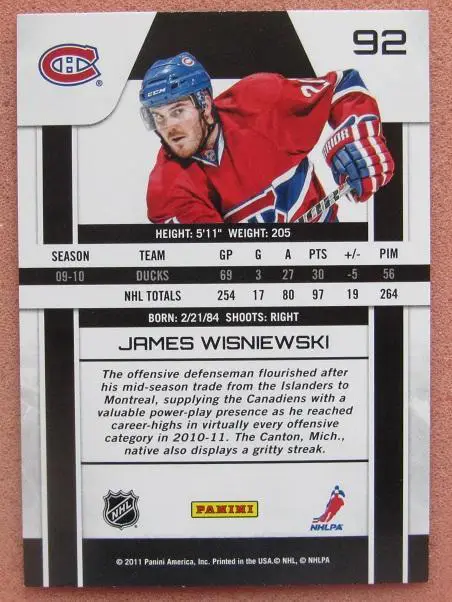 92
CH ®
CCM
2
WARRIOR
HEIGHT: 5'11" WEIGHT: 205
SEASON TEAM GP G A PTS +/- PIM
09-10 DUCKS 69 3 27 30 -5 56
NHL TOTALS 254 17 80 97 19 264
BORN: 2/21/84 SHOOTS: RIGHT
JAMES WISNIEWSKI
The offensive defenseman flourished after
his mid-season trade from the Islanders to
Montreal, supplying the Canadiens with a
valuable power-play presence as he reached
career-highs in virtually every offensive
category in 2010-11. The Canton, Mich.,
native also displays a gritty streak.
NHL PANINI NHLPA
© 2011 Panini America, Inc. Printed in the USA.© NHL, © NHLPA